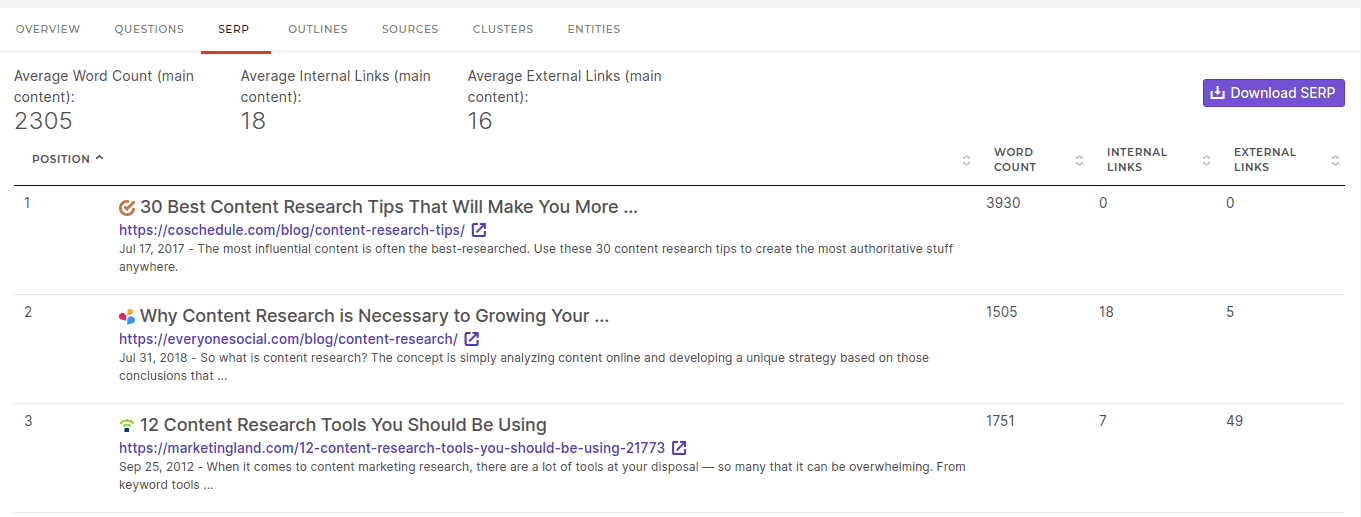 OVERVIEW QUESTIONS SERP OUTLINES SOURCES CLUSTERS ENTITIES
Average Word Count (main content):
2305
Average Internal Links (main content):
18
Average External Links (main content):
16
Download SERP
POSITION WORD COUNT INTERNAL LINKS EXTERNAL LINKS
1 30 Best Content Research Tips That Will Make You More ... 3930 0 0
https://coschedule.com/blog/content-research-tips/
Jul 17, 2017 - The most influential content is often the best-researched. Use these 30 content research tips to create the most authoritative stuff
anywhere.
2 Why Content Research is Necessary to Growing Your ... 1505 18 5
https://everyonesocial.com/blog/content-research/
Jul 31, 2018 - So what is content research? The concept is simply analyzing content online and developing a unique strategy based on those
conclusions that ...
3 12 Content Research Tools You Should Be Using 1751 7 49
https://marketingland.com/12-content-research-tools-you-should-be-using-21773
Sep 25, 2012 - When it comes to content marketing research, there are a lot of tools at your disposal — so many that it can be overwhelming. From
keyword tools ...